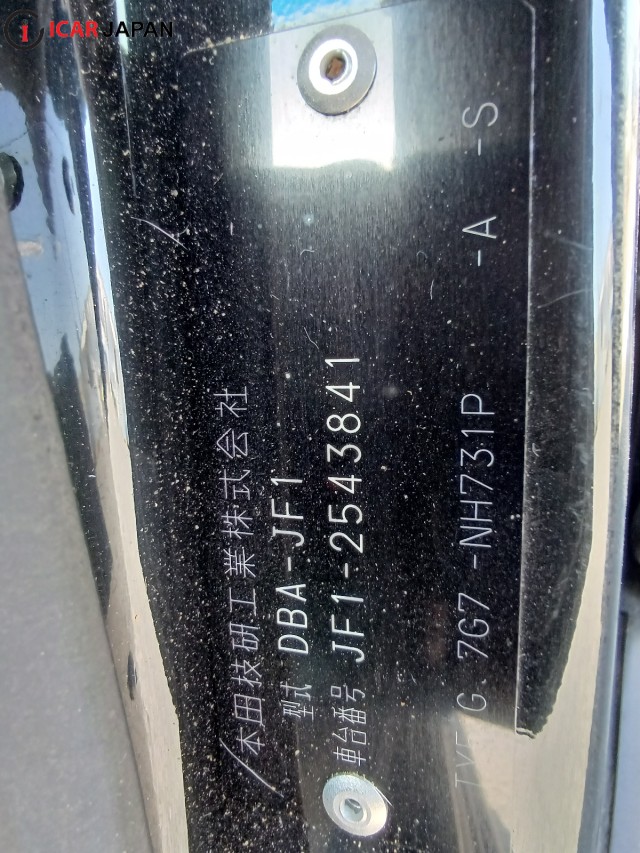 ICAR JAPAN
本田技研工業株式会社
型式 DBA-JF1
車台番号 JF1-2543841
G 7G7 -NH731P -A -S